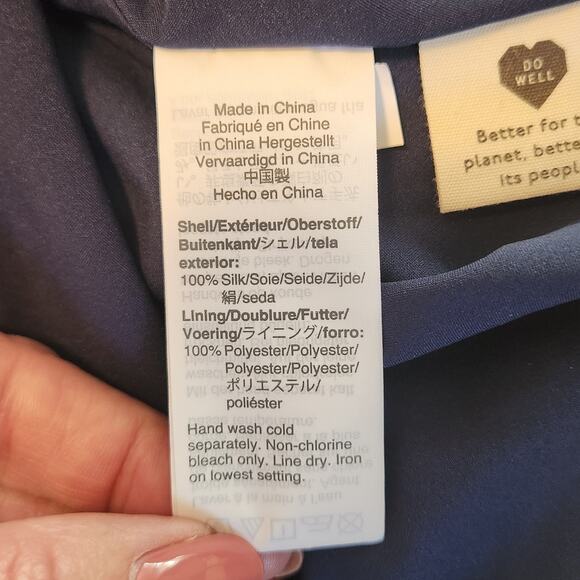 Made in China
Fabriqué en Chine
in China Hergestellt
Vervaardigd in China
中国製
Hecho en China
Shell/Extérieur/Oberstoff/
Buitenkant/シェル/tela
exterior:
100% Silk/Soie/Seide/Zijde/
絹/seda
Lining/Doublure/Futter/
Voering/ライニング/forro:
100% Polyester/Polyester/
Polyester/Polyester/
ポリエステル/
poliéster
Hand wash cold
separately. Non-chlorine
bleach only. Line dry. Iron
on lowest setting.
DO
WELL
Better for
planet,
its